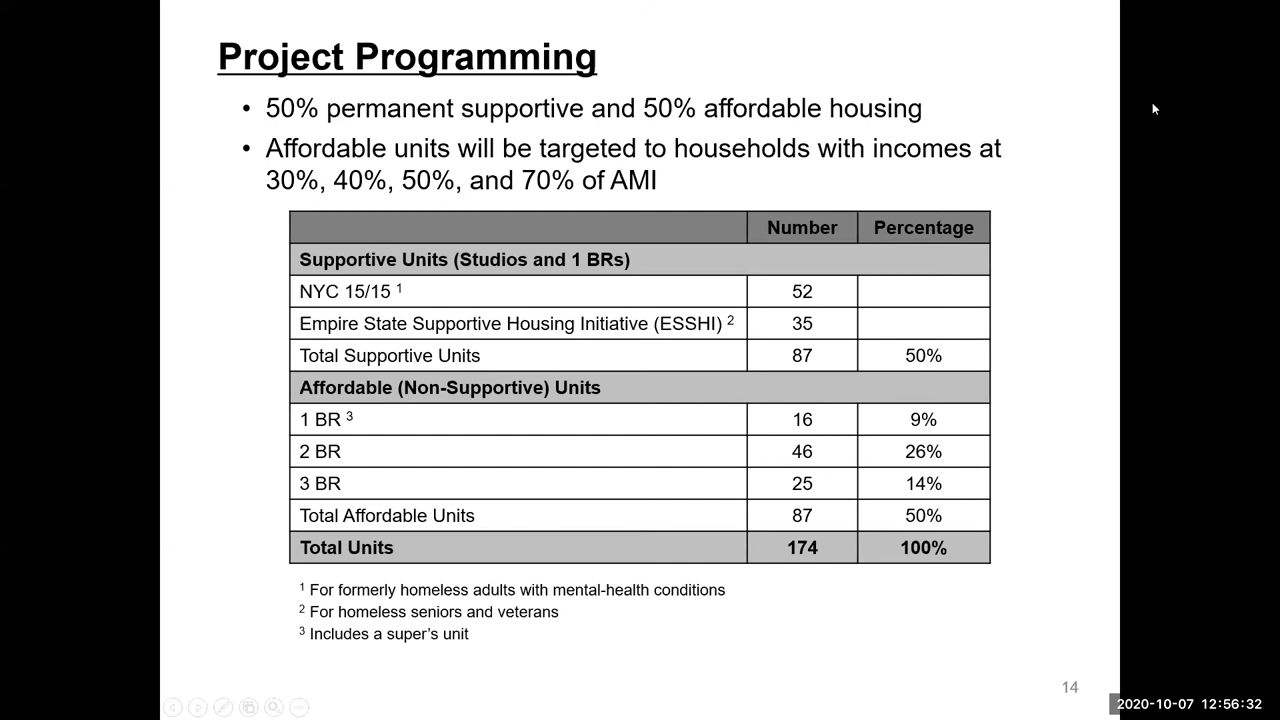 Project Programming
• 50% permanent supportive and 50% affordable housing
• Affordable units will be targeted to households with incomes at
30%, 40%, 50%, and 70% of AMI
Number Percentage
Supportive Units (Studios and 1 BRs)
NYC 15/15 ¹ 52
Empire State Supportive Housing Initiative (ESSHI) ² 35
Total Supportive Units 87 50%
Affordable (Non-Supportive) Units
1 BR ³ 16 9%
2 BR 46 26%
3 BR 25 14%
Total Affordable Units 87 50%
Total Units 174 100%
¹ For formerly homeless adults with mental-health conditions
² For homeless seniors and veterans
³ Includes a super’s unit
14
2020-10-07 12:56:32